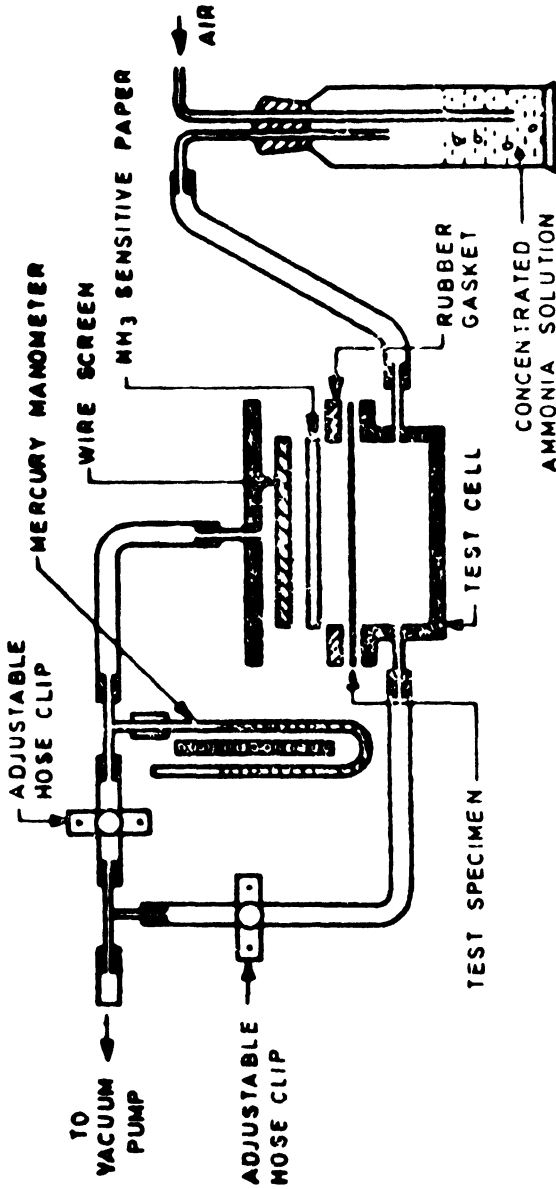 ADJUSTABLE
HOSE CLIP
MERCURY MANOMETER
WIRE SCREEN
NH3 SENSITIVE PAPER
AIR
TO
VACUUM
PUMP
ADJUSTABLE
HOSE CLIP
TEST SPECIMEN
TEST CELL
RUBBER
GASKET
CONCENTRATED
AMMONIA SOLUTION